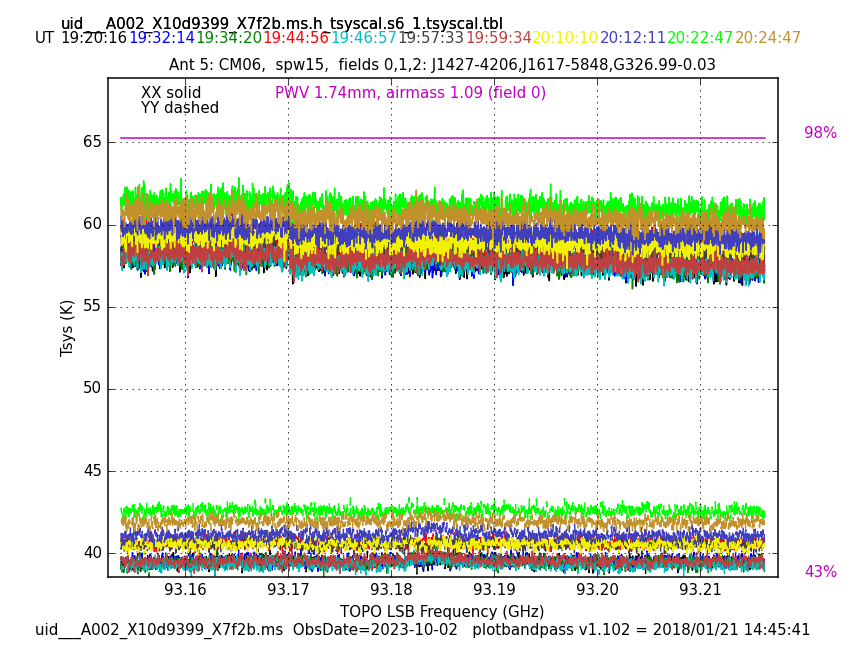 uid___A002_X10d9399_X7f2b.ms.h_tsyscal.s6_1.tsyscal.tbl
UT 19:20:16 19:32:14 19:34:20 19:44:56 19:46:57 19:57:33 19:59:34 20:10:10 20:12:11 20:22:47 20:24:47
Ant 5: CM06,  spw15,  fields 0,1,2: J1427-4206,J1617-5848,G326.99-0.03
XX solid
PWV 1.74mm, airmass 1.09 (field 0)
YY dashed
98%
65
60
55
50
45
40
Tsys (K)
43%
93.16 93.17 93.18 93.19 93.20 93.21
TOPO LSB Frequency (GHz)
uid___A002_X10d9399_X7f2b.ms  ObsDate=2023-10-02   plotbandpass v1.102 = 2018/01/21 14:45:41